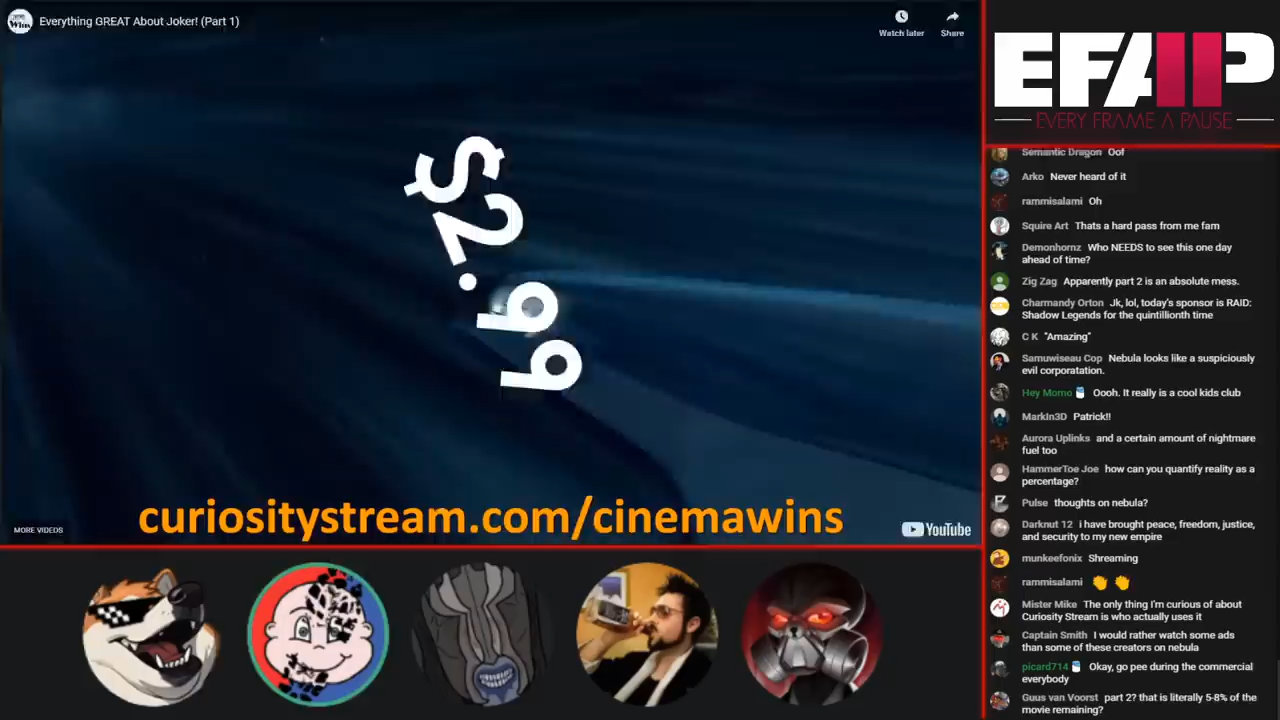 Everything GREAT About Joker! (Part 1)
Watch later
Share
$2.99
curiositystream.com/cinemawins
MORE VIDEOS
YouTube
EFAP
EVERY FRAME A PAUSE
Semantic Dragon Oof
Arko Never heard of it
rammisalami Oh
Squire Art Thats a hard pass from me fam
Demonhornz Who NEEDS to see this one day
ahead of time?
Zig Zag Apparently part 2 is an absolute mess.
Charmandy Orton Jk, lol, today's sponsor is RAID:
Shadow Legends for the quintillionth time
C K "Amazing"
Samuwiseau Cop Nebula looks like a suspiciously
evil corporatation.
Hey Momo Oooh. It really is a cool kids club
MarkIn3D Patrick!!
Aurora Uplinks and a certain amount of nightmare
fuel too
HammerToe Joe how can you quantify reality as a
percentage?
Pulse thoughts on nebula?
Darknut 12 i have brought peace, freedom, justice,
and security to my new empire
munkeefonix Shreaming
rammisalami 👏 👏
Mister Mike The only thing I'm curious of about
Curiosity Stream is who actually uses it
Captain Smith I would rather watch some ads
than some of these creators on nebula
picard714 Okay, go pee during the commercial
everybody
Guus van Voorst part 2? that is literally 5-8% of the
movie remaining?